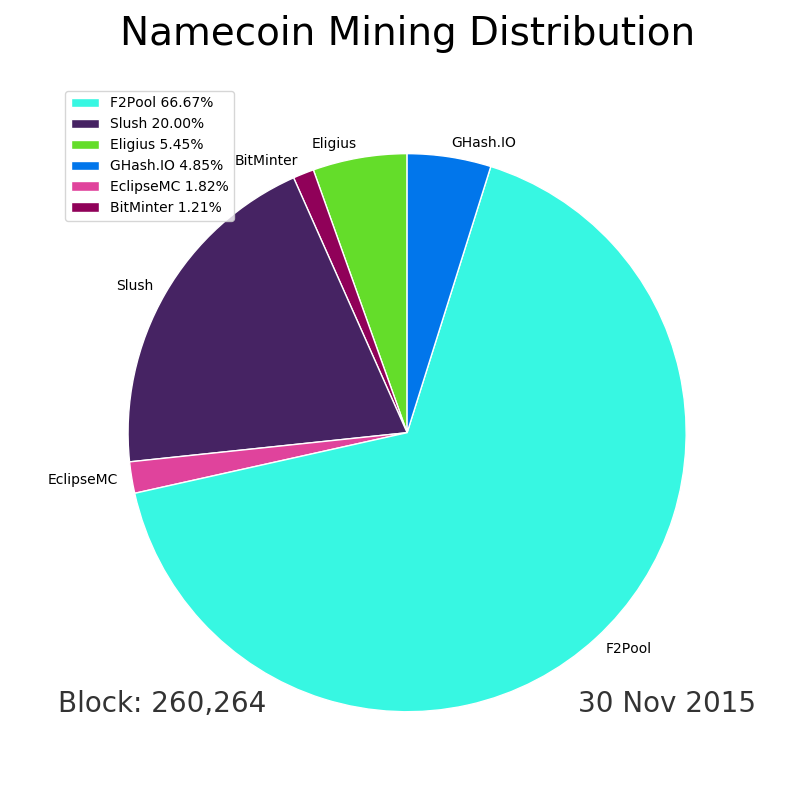 Namecoin Mining Distribution
F2Pool 66.67%
Slush 20.00%
Eligius 5.45%
GHash.IO 4.85%
EclipseMC 1.82%
BitMinter 1.21%
GHash.IO
Eligius
BitMinter
Slush
EclipseMC
F2Pool
Block: 260,264
30 Nov 2015